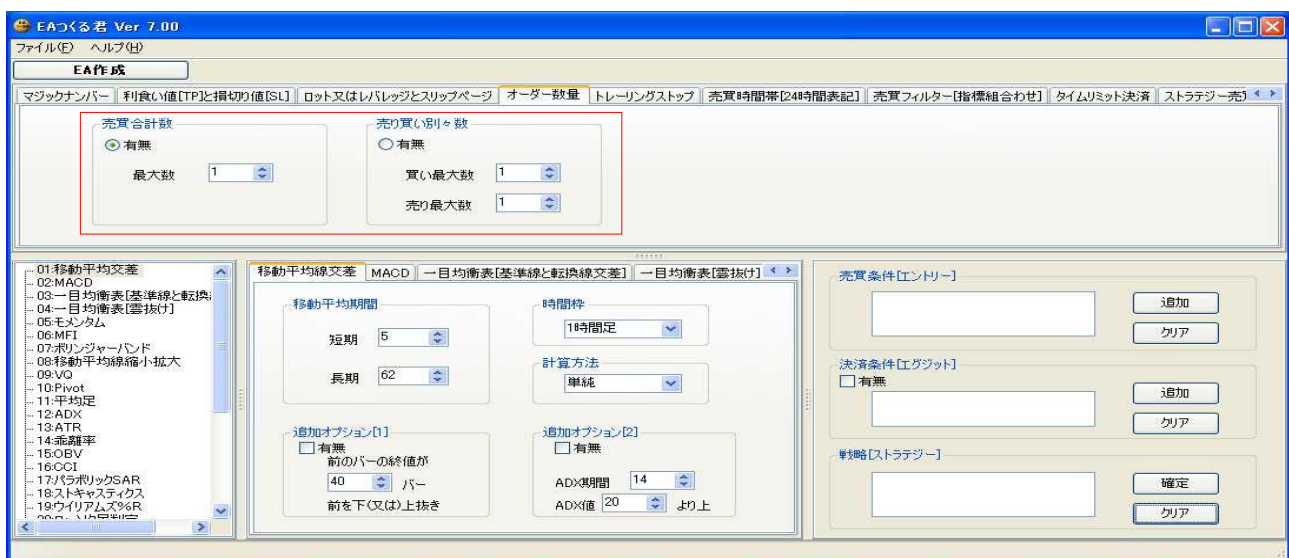 EAつくる君 Ver 7.00
ファイル(F) ヘルプ(H)
EA作成
マジックナンバー 利食い値[TP]と損切り値[SL] ロット又はレバレッジとスリップページ オーダー数量 トレーリングストップ 売買時間帯[24時間表記] 売買フィルター[指標組合わせ] タイムリミット決済 ストラテジー売
売買合計数
有無
最大数 1
売り買い別々数
有無
買い最大数 1
売り最大数 1
01:移動平均交差
02:MACD
03:一目均衡表[基準線と転換
04:一目均衡表[雲抜け]
05:モメンタム
06:MFI
07:ボリンジャーバンド
08:移動平均線縮小拡大
09:VQ
10:Pivot
11:平均足
12:ADX
13:ATR
14:乖離率
15:OBV
16:CCI
17:パラボリックSAR
18:ストキャスティクス
19:ウイリアムズ%R
移動平均線交差 MACD 一目均衡表[基準線と転換線交差] 一目均衡表[雲抜け]
移動平均期間
短期 5
長期 62
時間枠
1時間足
計算方法
単純
追加オプション[1]
有無
前のバーの終値が
40 バー
前を下(又は)上抜き
追加オプション[2]
有無
ADX期間 14
ADX値 20 より上
売買条件[エントリー]
追加
クリア
決済条件[エグジット]
有無
追加
クリア
戦略[ストラテジー]
確定
クリア